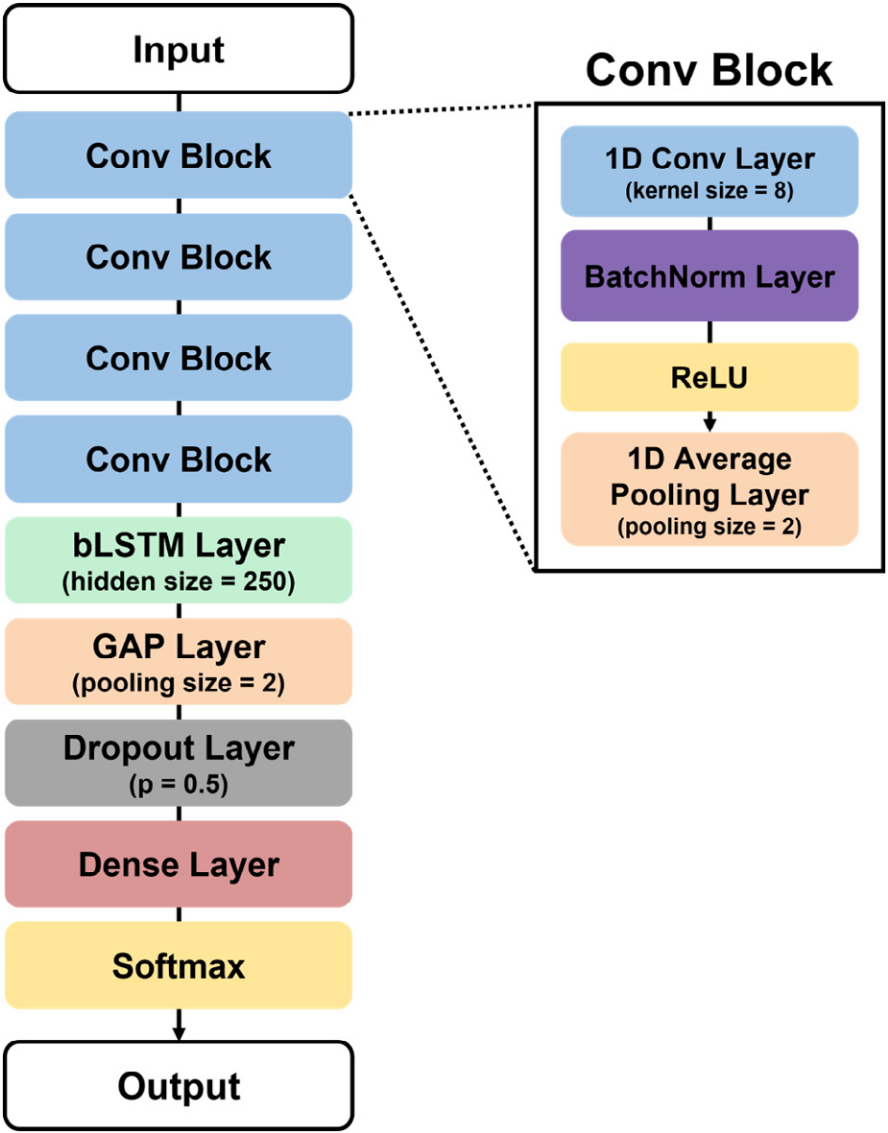 Input
Conv Block
Conv Block
Conv Block
Conv Block
bLSTM Layer
(hidden size = 250)
GAP Layer
(pooling size = 2)
Dropout Layer
(p = 0.5)
Dense Layer
Softmax
Output
Conv Block
1D Conv Layer
(kernel size = 8)
BatchNorm Layer
ReLU
1D Average
Pooling Layer
(pooling size = 2)